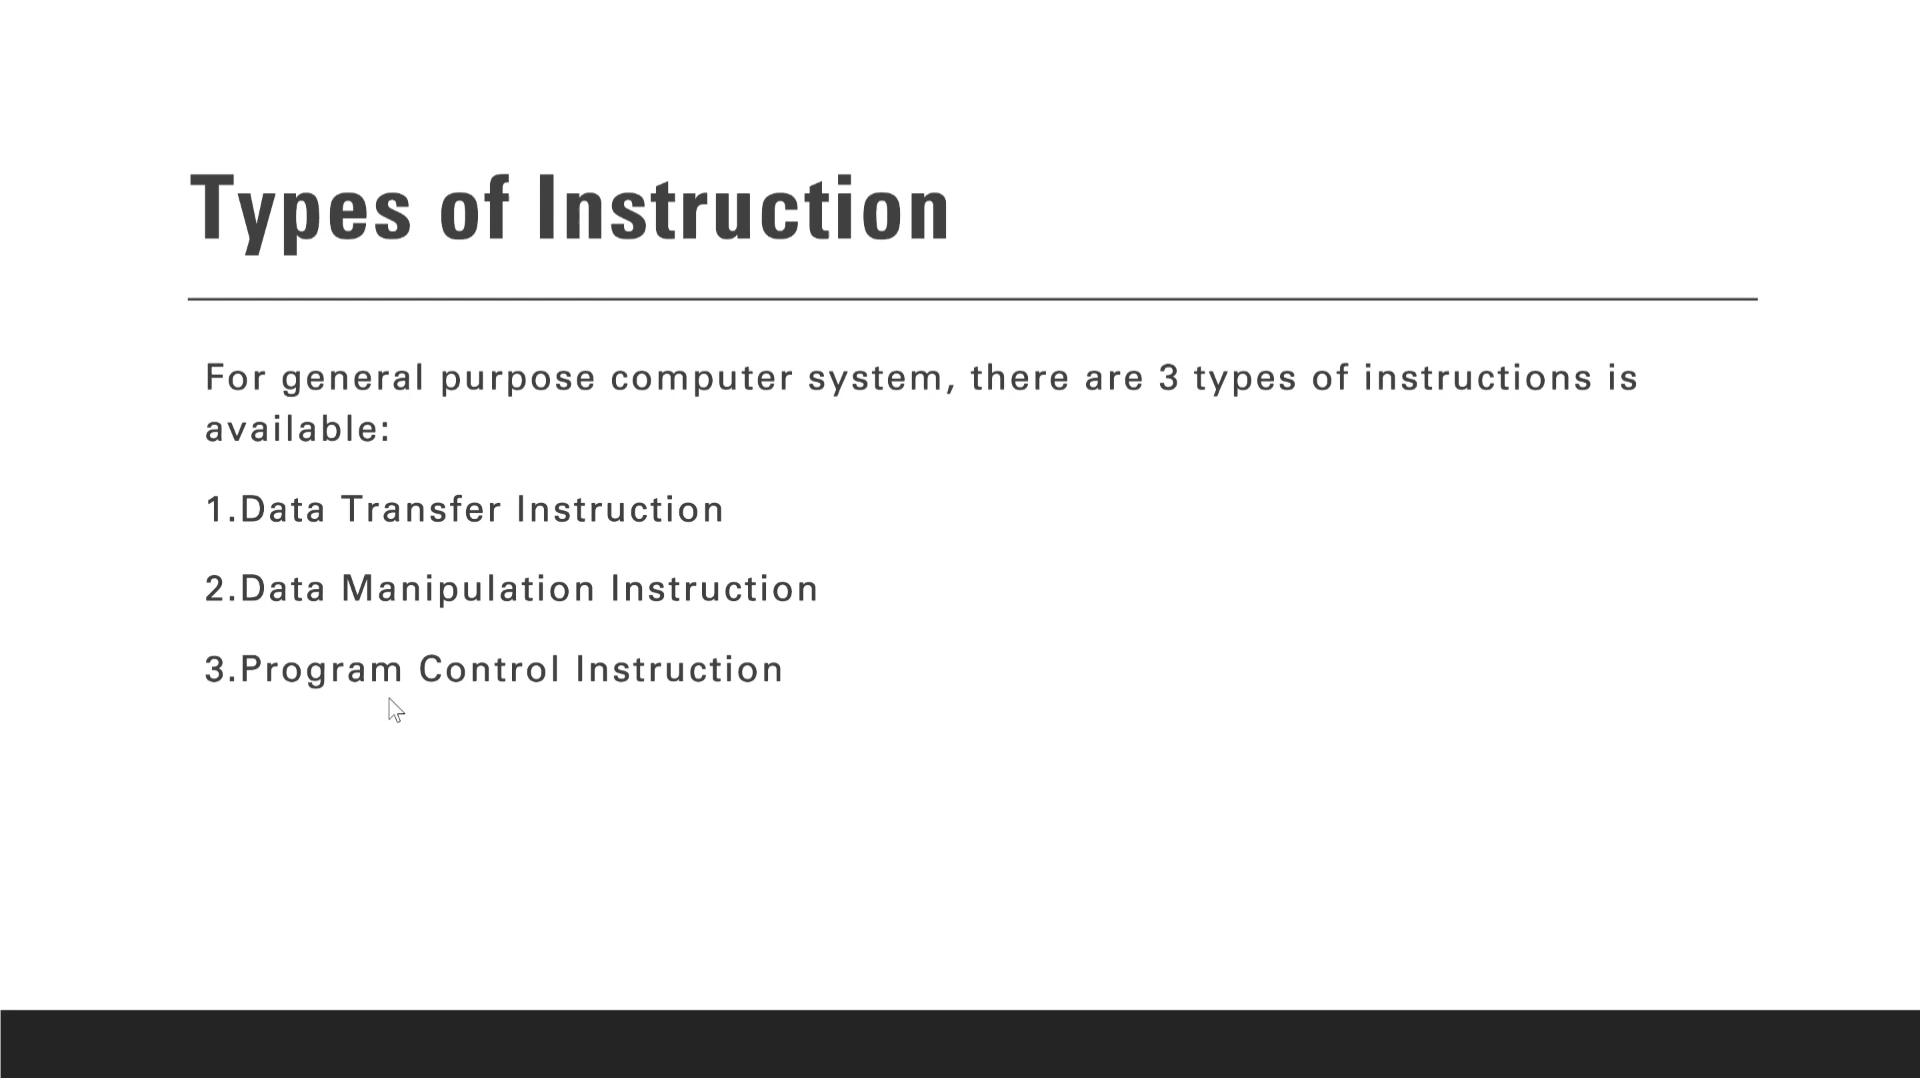 Types of Instruction
For general purpose computer system, there are 3 types of instructions is
available:
1.Data Transfer Instruction
2.Data Manipulation Instruction
3.Program Control Instruction